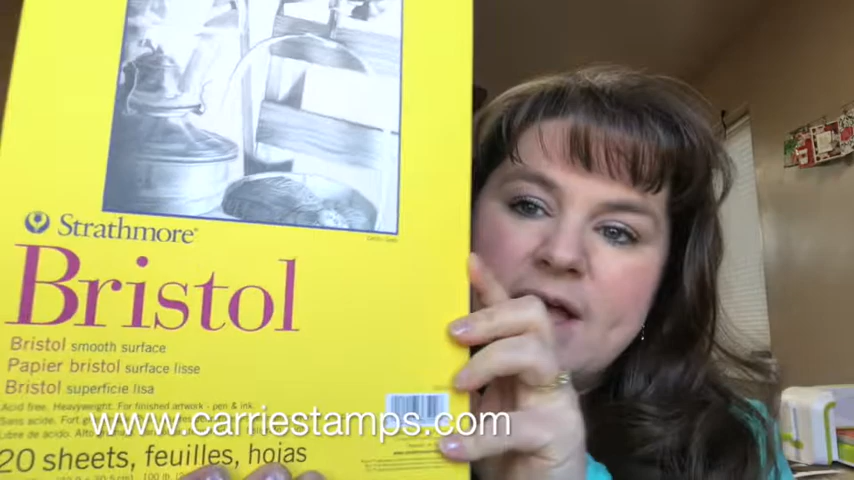 Strathmore®
Bristol
Bristol smooth surface
Papier bristol surface lisse
Bristol superficie lisa
Acid free. Heavyweight. For finished artwork - pen & ink.
www.carriestamps.com
20 sheets, feuilles, hojas